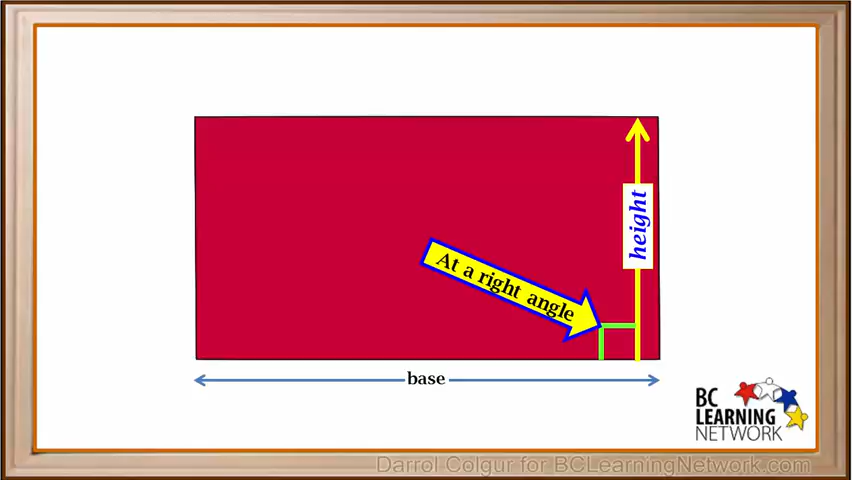 height
At a right angle
base
BC
LEARNING
NETWORK
Darrol Colgur for BCLearningNetwork.com